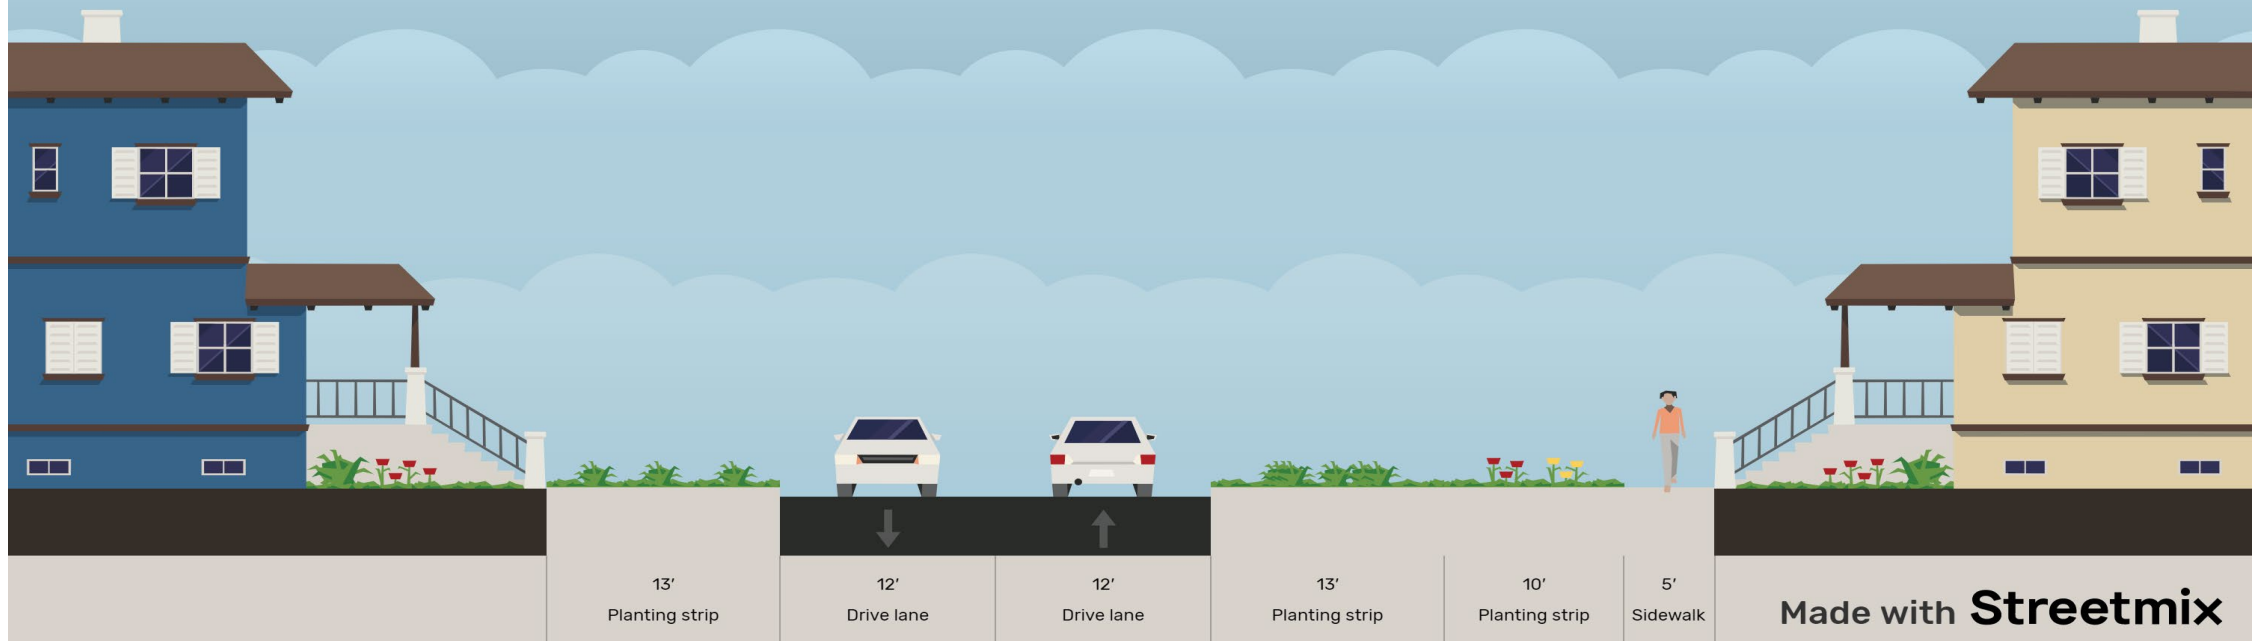 13′
Planting strip
12′
Drive lane
12′
Drive lane
13′
Planting strip
10′
Planting strip
5′
Sidewalk
Made with Streetmix